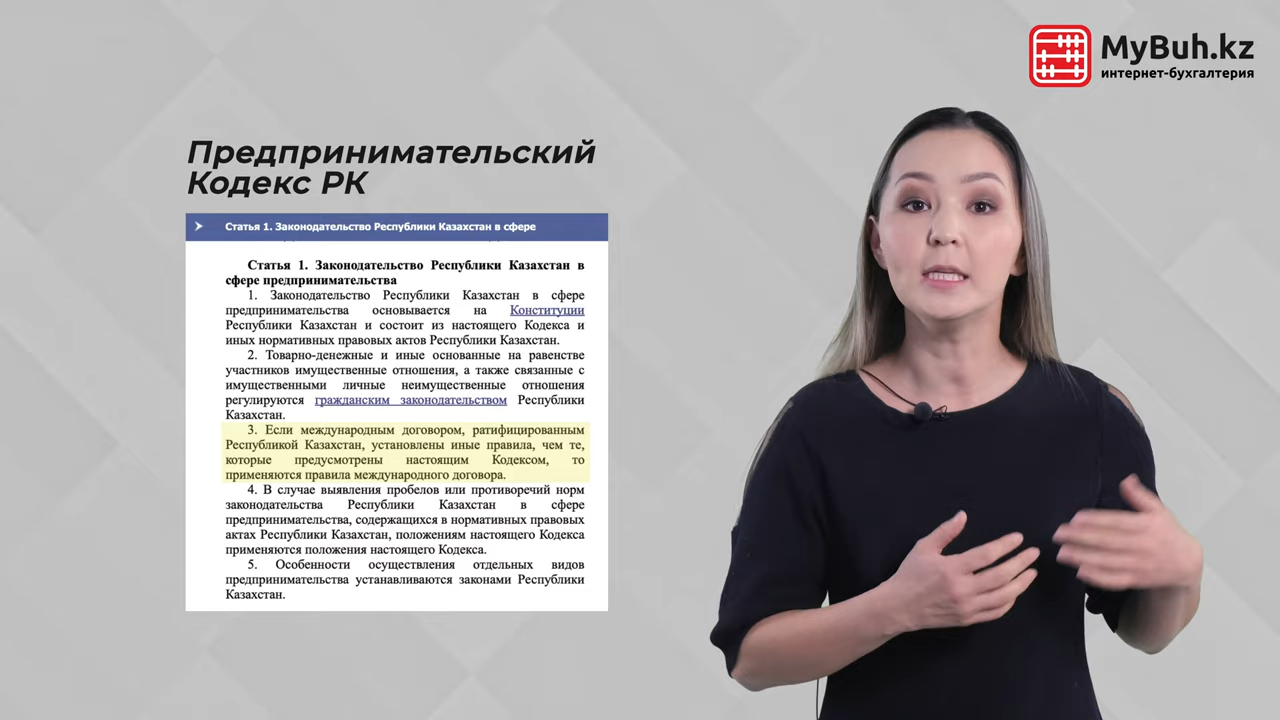 MyBuh.kz
интернет-бухгалтерия
Предпринимательский
Кодекс РК
Статья 1. Законодательство Республики Казахстан в сфере
Статья 1. Законодательство Республики Казахстан в
сфере предпринимательства
1. Законодательство Республики Казахстан в сфере
предпринимательства основывается на Конституции
Республики Казахстан и состоит из настоящего Кодекса и
иных нормативных правовых актов Республики Казахстан.
2. Товарно-денежные и иные основанные на равенстве
участников имущественные отношения, а также связанные с
имущественными личные неимущественные отношения
регулируются гражданским законодательством Республики
Казахстан.
3. Если международным договором, ратифицированным
Республикой Казахстан, установлены иные правила, чем те,
которые предусмотрены настоящим Кодексом, то
применяются правила международного договора.
4. В случае выявления пробелов или противоречий норм
законодательства Республики Казахстан в сфере
предпринимательства, содержащихся в нормативных правовых
актах Республики Казахстан, положениям настоящего Кодекса
применяются положения настоящего Кодекса.
5. Особенности осуществления отдельных видов
предпринимательства устанавливаются законами Республики
Казахстан.